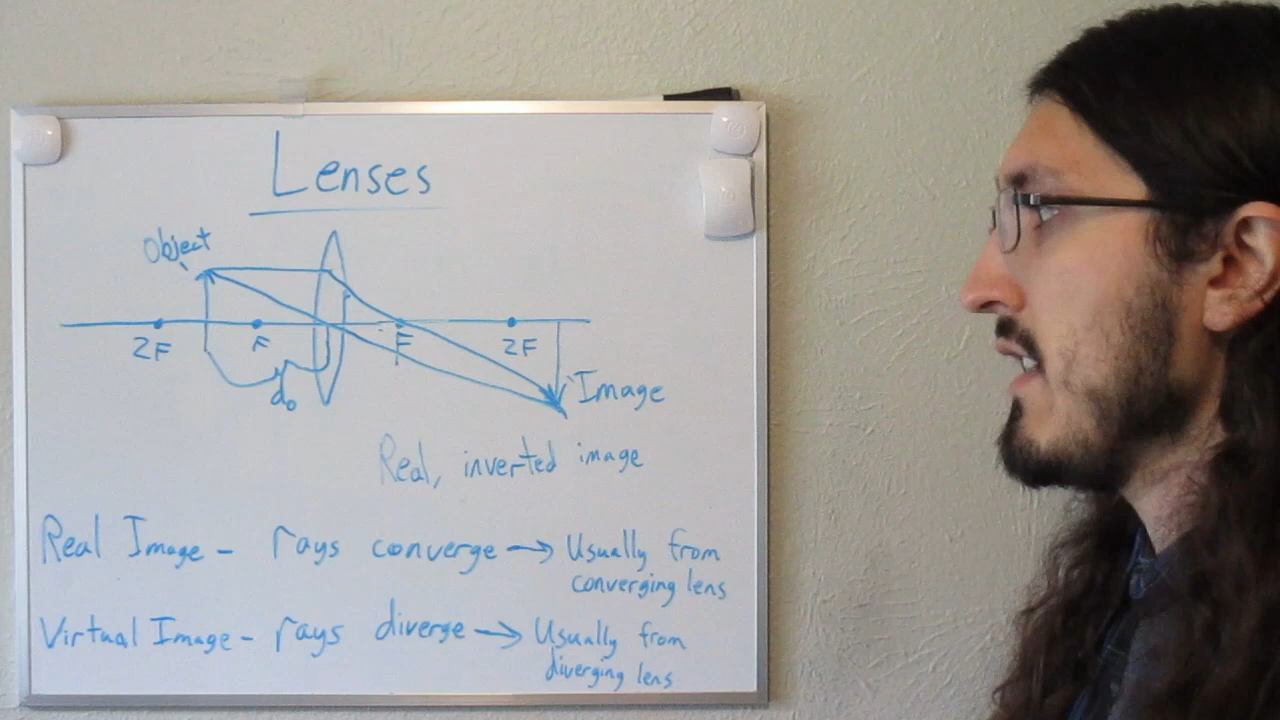 Lenses
Object
2F F F 2F
do
Image
Real, inverted image
Real Image - rays converge → Usually from
converging lens
Virtual Image - rays diverge → Usually from
diverging lens